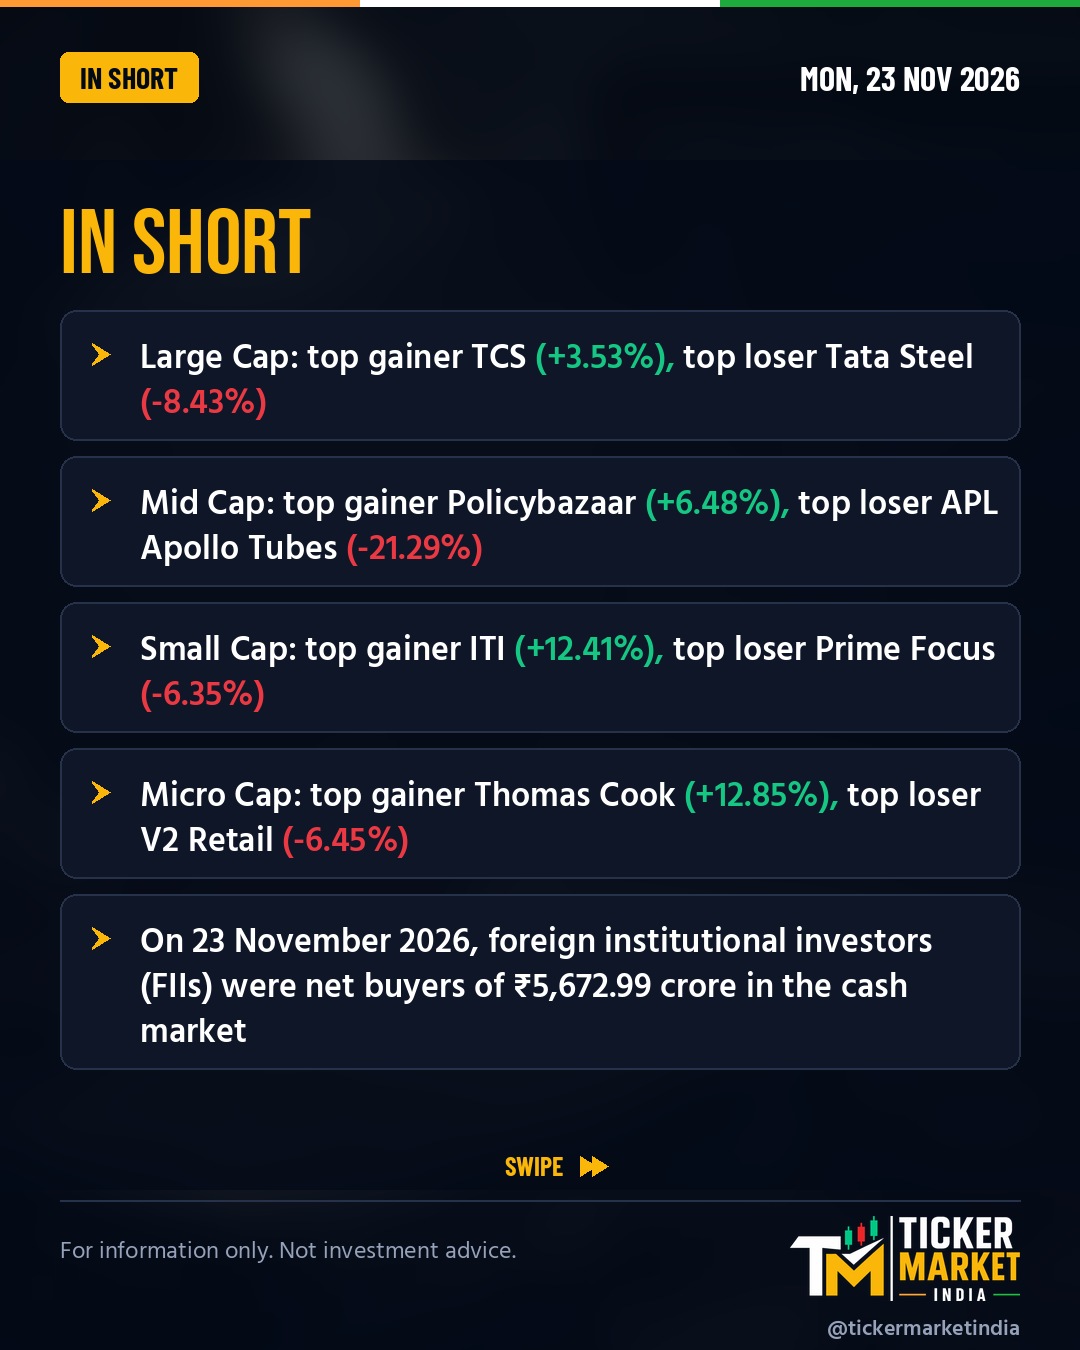 IN SHORT
MON, 23 NOV 2026
IN SHORT
Large Cap: top gainer TCS (+3.53%), top loser Tata Steel
(-8.43%)
Mid Cap: top gainer Policybazaar (+6.48%), top loser APL
Apollo Tubes (-21.29%)
Small Cap: top gainer ITI (+12.41%), top loser Prime Focus
(-6.35%)
Micro Cap: top gainer Thomas Cook (+12.85%), top loser
V2 Retail (-6.45%)
On 23 November 2026, foreign institutional investors
(FIIs) were net buyers of ₹5,672.99 crore in the cash
market
SWIPE
For information only. Not investment advice.
TM
TICKER
MARKET
INDIA
@tickermarketindia